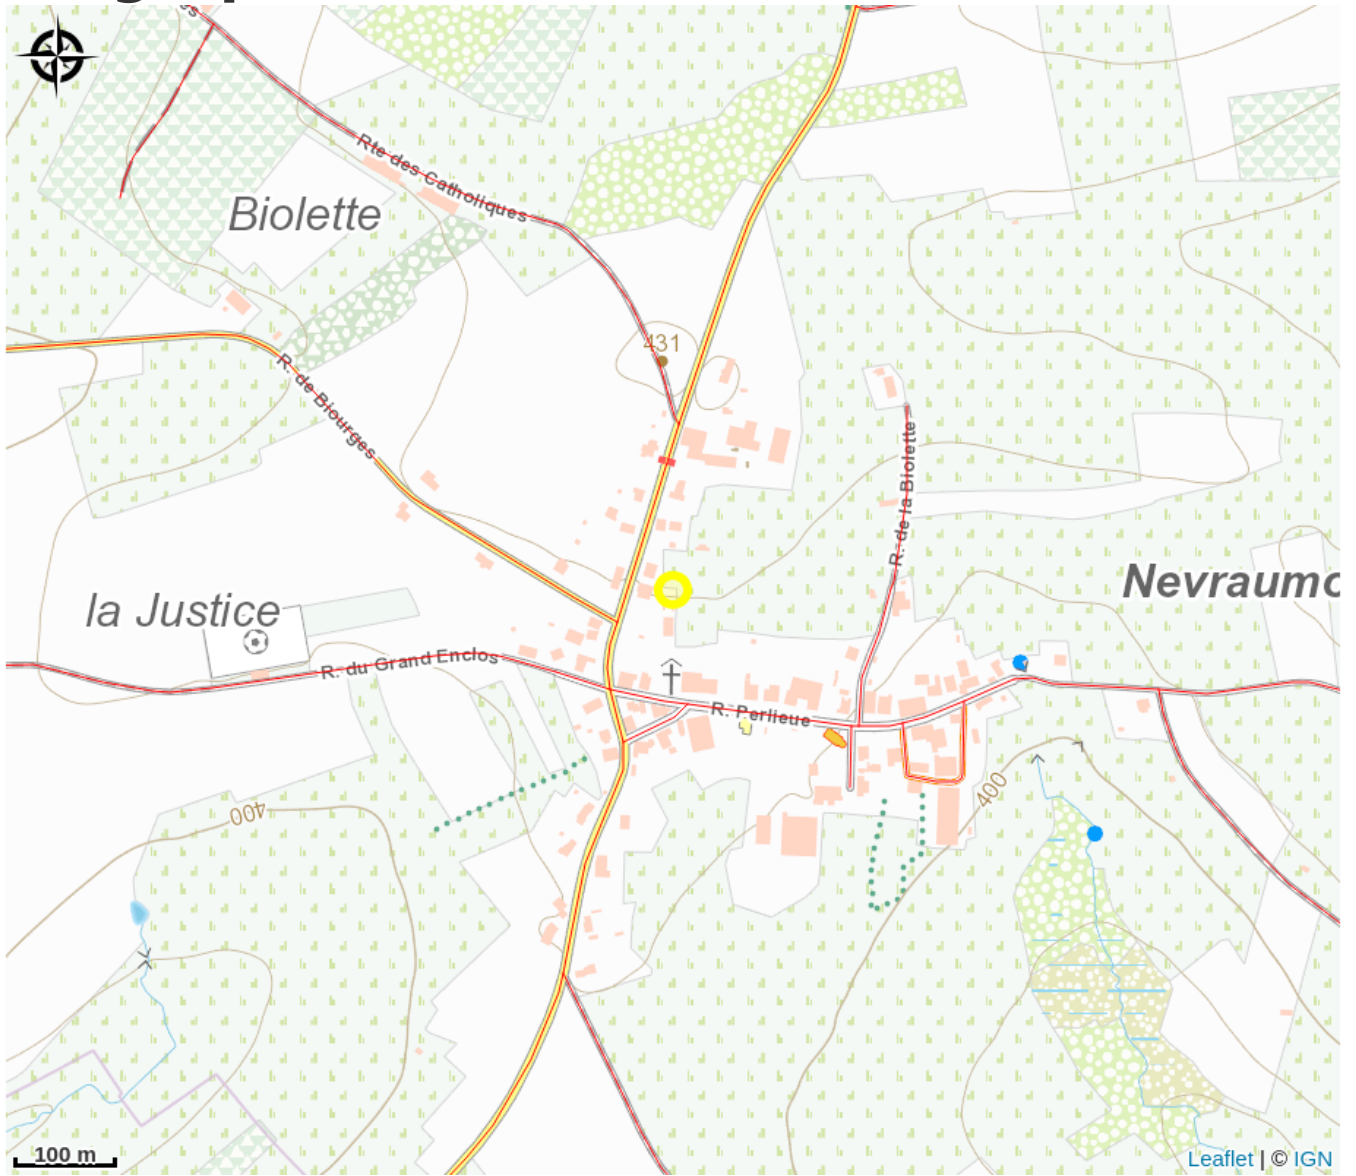 Rte des Catholiques
Biolette
431
R. de Biourges
R. de la Biolette
Nevraumo
la Justice
R. du Grand Enclos
R. Perlieue
400
400
100 m
Leaflet | © IGN